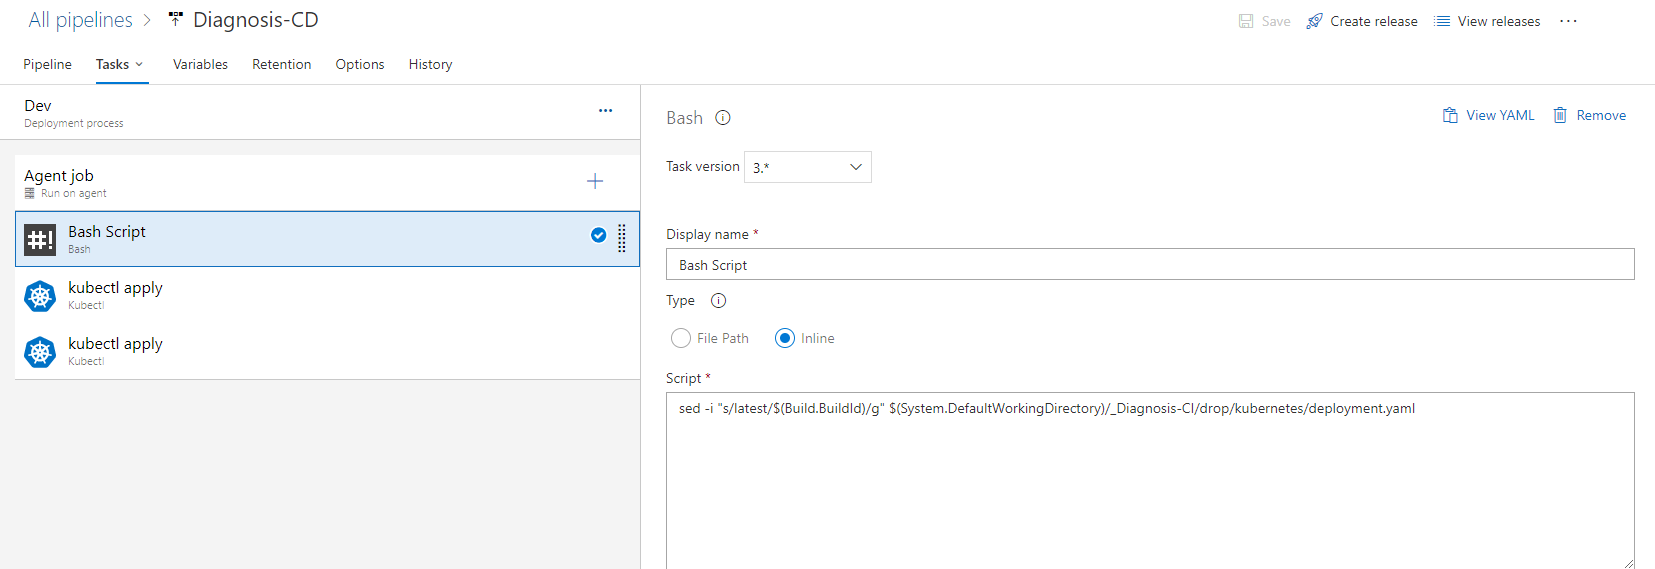 All pipelines > Diagnosis-CD
Save Create release View releases ...
Pipeline Tasks Variables Retention Options History
Dev
Deployment process
...
Agent job
Run on agent
#! Bash Script
Bash
kubectl apply
Kubectl
kubectl apply
Kubectl
Bash
View YAML Remove
Task version 3.*
Display name *
Bash Script
Type
File Path Inline
Script *
sed -i "s/latest/$(Build.BuildId)/g" $(System.DefaultWorkingDirectory)/_Diagnosis-CI/drop/kubernetes/deployment.yaml